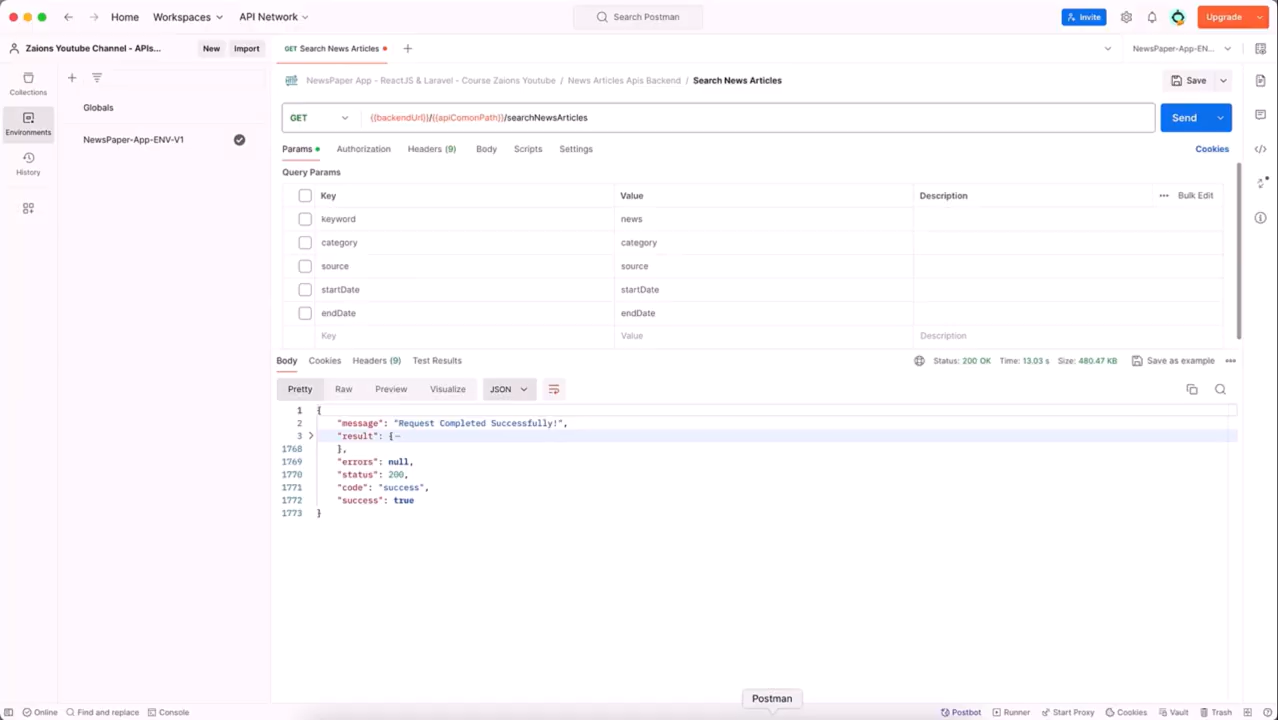 Home Workspaces API Network Search Postman Invite Upgrade
Zaions Youtube Channel - APIs... New Import GET Search News Articles NewsPaper-App-EN...
Collections
Environments
History
Globals
NewsPaper-App-ENV-V1
NewsPaper App - ReactJS & Laravel - Course Zaions Youtube / News Articles Apis Backend / Search News Articles Save
GET {{backendUrl}}/{{apiComonPath}}/searchNewsArticles Send
Params Authorization Headers (9) Body Scripts Settings Cookies
Query Params
Key Value Description Bulk Edit
keyword news
category category
source source
startDate startDate
endDate endDate
Key Value Description
Body Cookies Headers (9) Test Results Status: 200 OK Time: 13.03 s Size: 480.47 KB Save as example
Pretty Raw Preview Visualize JSON
1 {
2 "message": "Request Completed Successfully!",
3 "result": {
1768 },
1769 "errors": null,
1770 "status": 200,
1771 "code": "success",
1772 "success": true
1773 }
Postman
Online Find and replace Console Postbot Runner Start Proxy Cookies Vault Trash